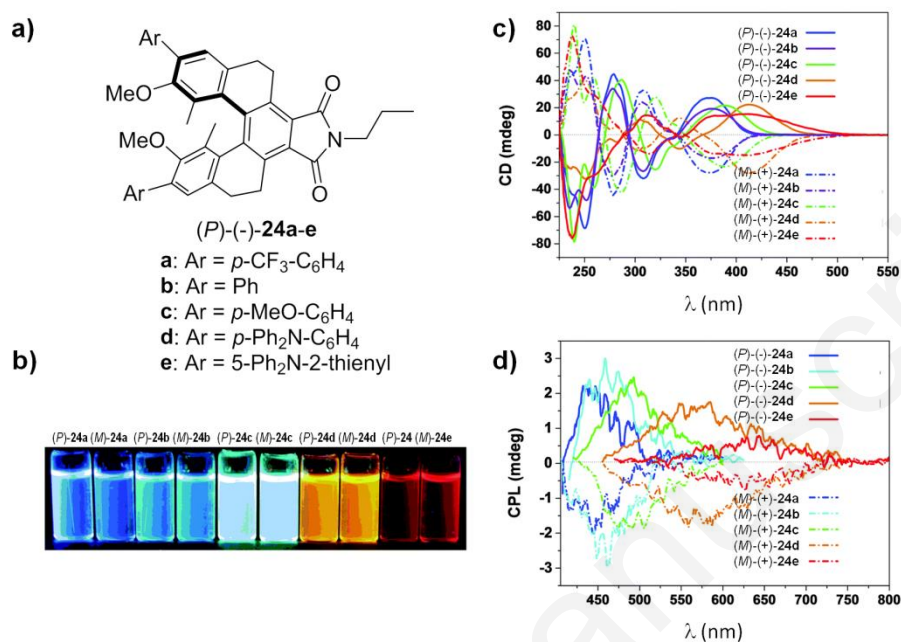 a)
Ar
MeO
MeO
Ar
O
N
O
(P)-(-)-24a-e
a: Ar = p-CF3-C6H4
b: Ar = Ph
c: Ar = p-MeO-C6H4
d: Ar = p-Ph2N-C6H4
e: Ar = 5-Ph2N-2-thienyl
b)
(P)-24a (M)-24a (P)-24b (M)-24b (P)-24c (M)-24c (P)-24d (M)-24d (P)-24 (M)-24e
c)
(P)-(-)-24a
(P)-(-)-24b
(P)-(-)-24c
(P)-(-)-24d
(P)-(-)-24e
(M)-(+)-24a
(M)-(+)-24b
(M)-(+)-24c
(M)-(+)-24d
(M)-(+)-24e
CD (mdeg)
80
60
40
20
0
-20
-40
-60
-80
250 300 350 400 450 500 550
λ (nm)
d)
(P)-(-)-24a
(P)-(-)-24b
(P)-(-)-24c
(P)-(-)-24d
(P)-(-)-24e
(M)-(+)-24a
(M)-(+)-24b
(M)-(+)-24c
(M)-(+)-24d
(M)-(+)-24e
CPL (mdeg)
3
2
1
0
-1
-2
-3
450 500 550 600 650 700 750 800
λ (nm)